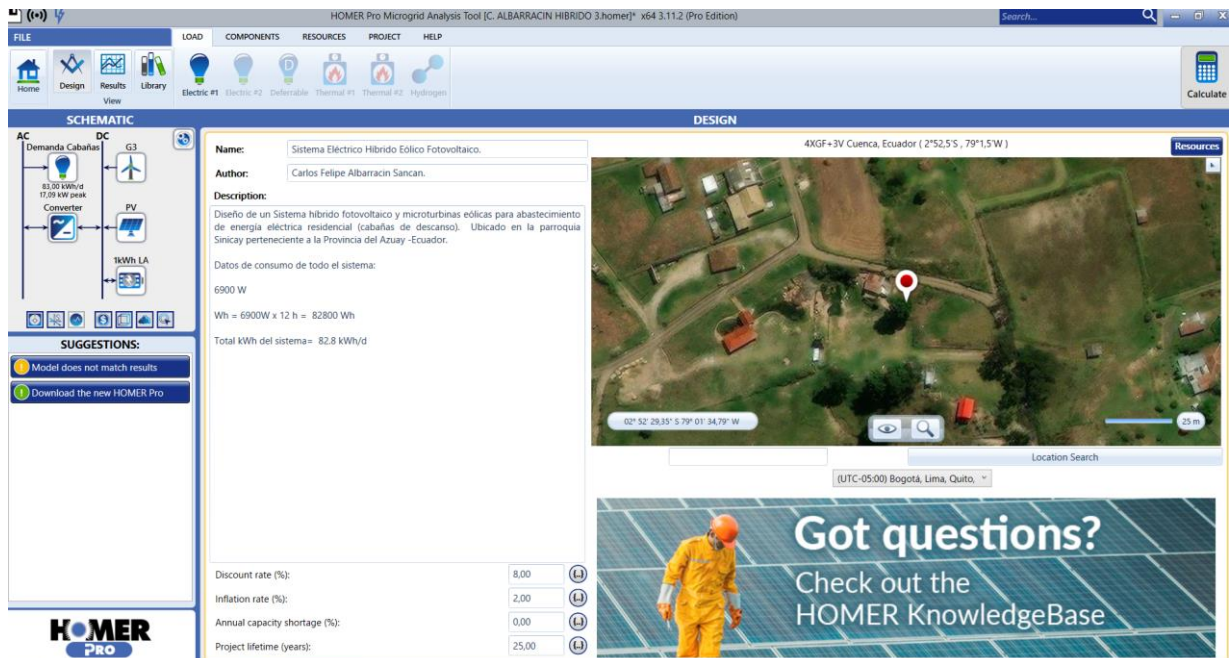 HOMER Pro Microgrid Analysis Tool [C. ALBARRACIN HIBRIDO 3.homer]* x64 3.11.2 (Pro Edition)
Search...
FILE
LOAD COMPONENTS RESOURCES PROJECT HELP
Home
Design
Results
Library
View
Electric #1
Electric #2
Deferrable
Thermal #1
Thermal #2
Hydrogen
Calculate
SCHEMATIC
DESIGN
AC
DC
Demanda Cabañas
G3
83,00 kWh/d
17,09 kW peak
Converter
PV
1kWh LA
SUGGESTIONS:
Model does not match results
Download the new HOMER Pro
HOMER
PRO
Name: Sistema Eléctrico Hibrido Eólico Fotovoltaico.
Author: Carlos Felipe Albarracin Sancan.
Description:
Diseño de un Sistema hibrido fotovoltaico y microturbinas eólicas para abastecimiento
de energía eléctrica residencial (cabañas de descanso). Ubicado en la parroquia
Sinicay perteneciente a la Provincia del Azuay -Ecuador.
Datos de consumo de todo el sistema:
6900 W
Wh = 6900W x 12 h = 82800 Wh
Total kWh del sistema= 82.8 kWh/d
Discount rate (%): 8,00
Inflation rate (%): 2,00
Annual capacity shortage (%): 0,00
Project lifetime (years): 25,00
4XGF+3V Cuenca, Ecuador ( 2°52,5'S , 79°1,5'W )
Resources
02° 52' 29,35" S 79° 01' 34,79" W
25 m
Location Search
(UTC-05:00) Bogotá, Lima, Quito,
Got questions?
Check out the
HOMER KnowledgeBase